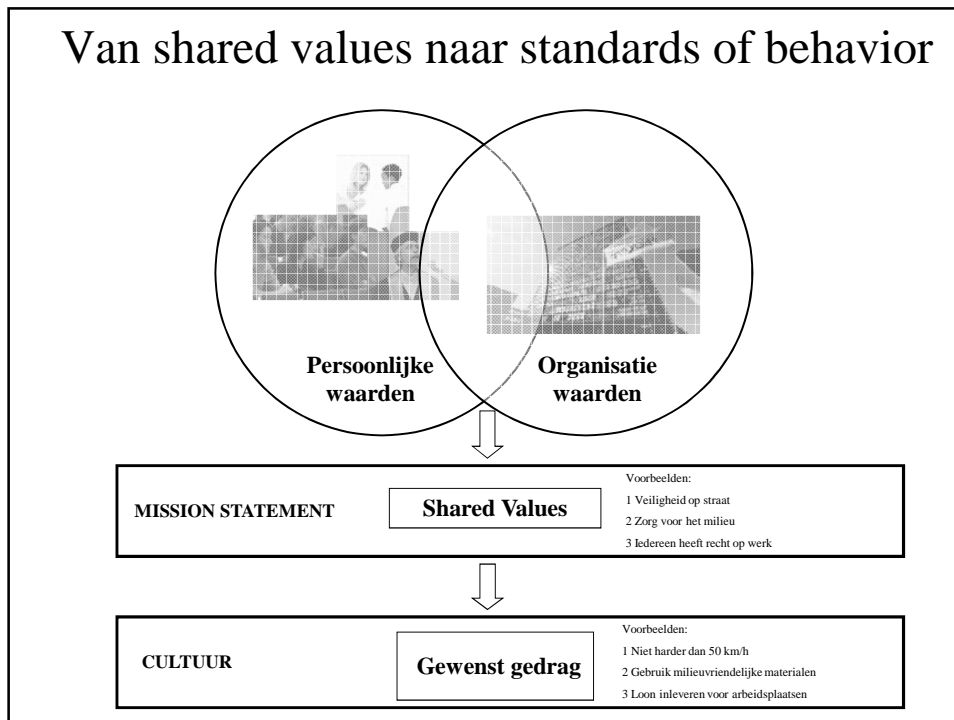 Van shared values naar standards of behavior
Persoonlijke
waarden
Organisatie
waarden
MISSION STATEMENT
Shared Values
Voorbeelden:
1 Veiligheid op straat
2 Zorg voor het milieu
3 Iedereen heeft recht op werk
CULTUUR
Gewenst gedrag
Voorbeelden:
1 Niet harder dan 50 km/h
2 Gebruik milieuvriendelijke materialen
3 Loon inleveren voor arbeidsplaatsen